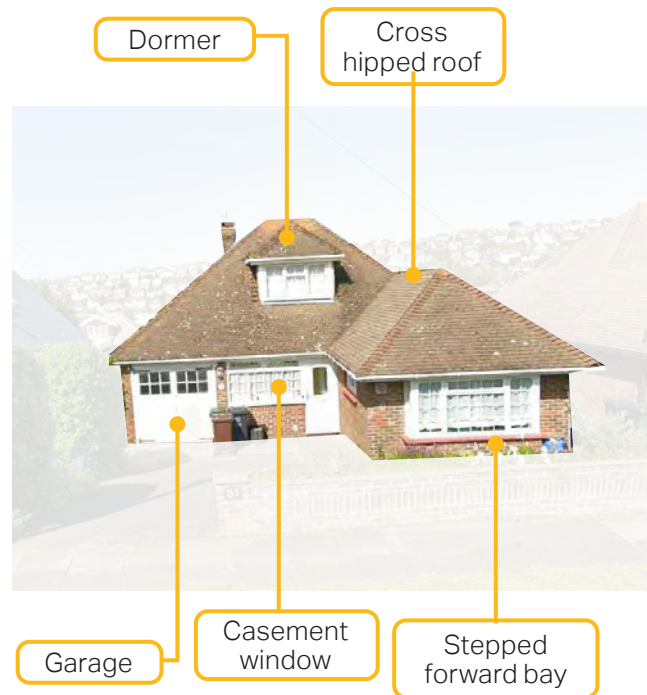 Dormer
Cross
hipped roof
Garage
Casement
window
Stepped
forward bay